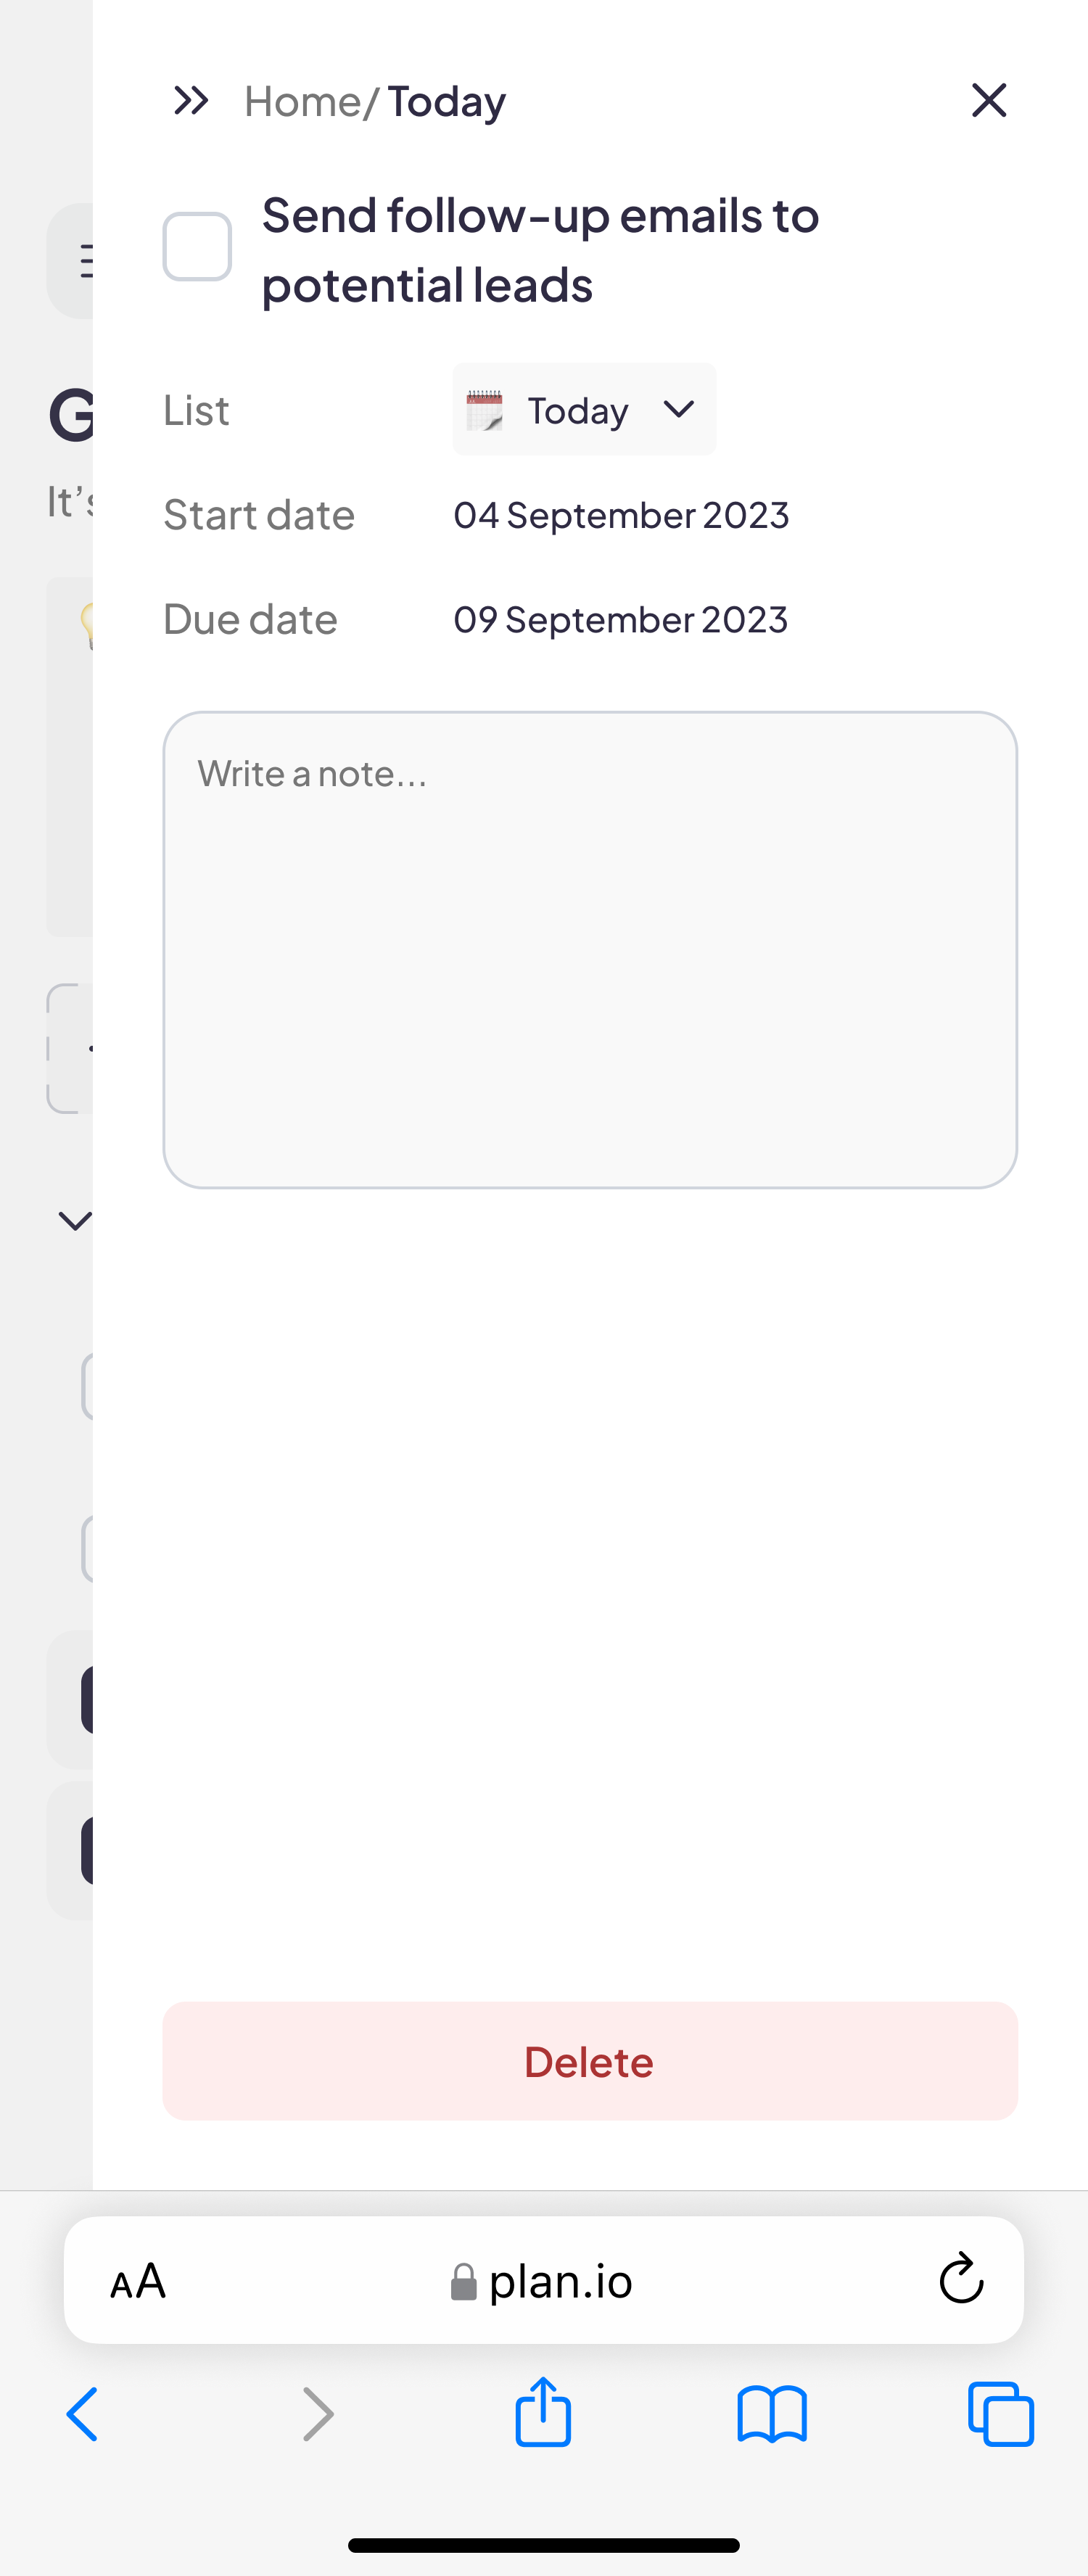 Home/ Today
Send follow-up emails to
potential leads
List
Today
Start date
04 September 2023
Due date
09 September 2023
Write a note...
G
It’s
Delete
AA
plan.io